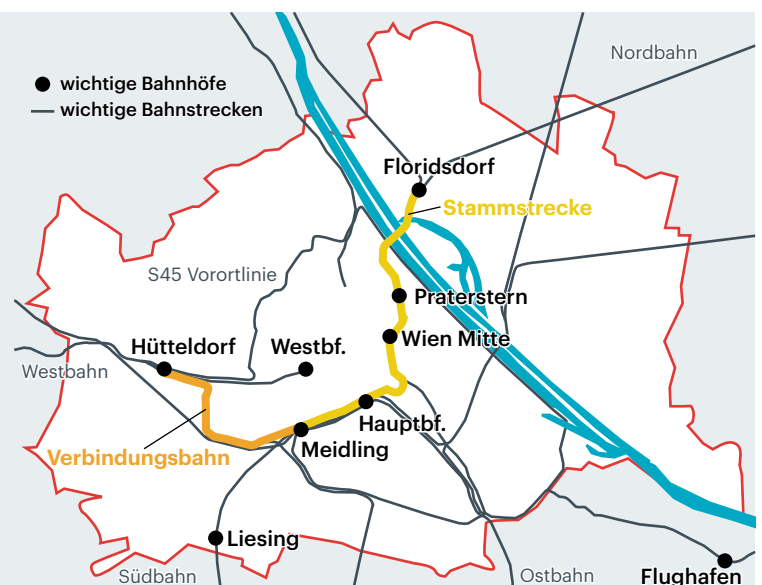 Nordbahn
wichtige Bahnhöfe
wichtige Bahnstrecken
Floridsdorf
Stammstrecke
S45 Vorortlinie
Praterstern
Hütteldorf
Westbf.
Wien Mitte
Westbahn
Hauptbf.
Meidling
Verbindungsbahn
Liesing
Südbahn
Ostbahn
Flughafen